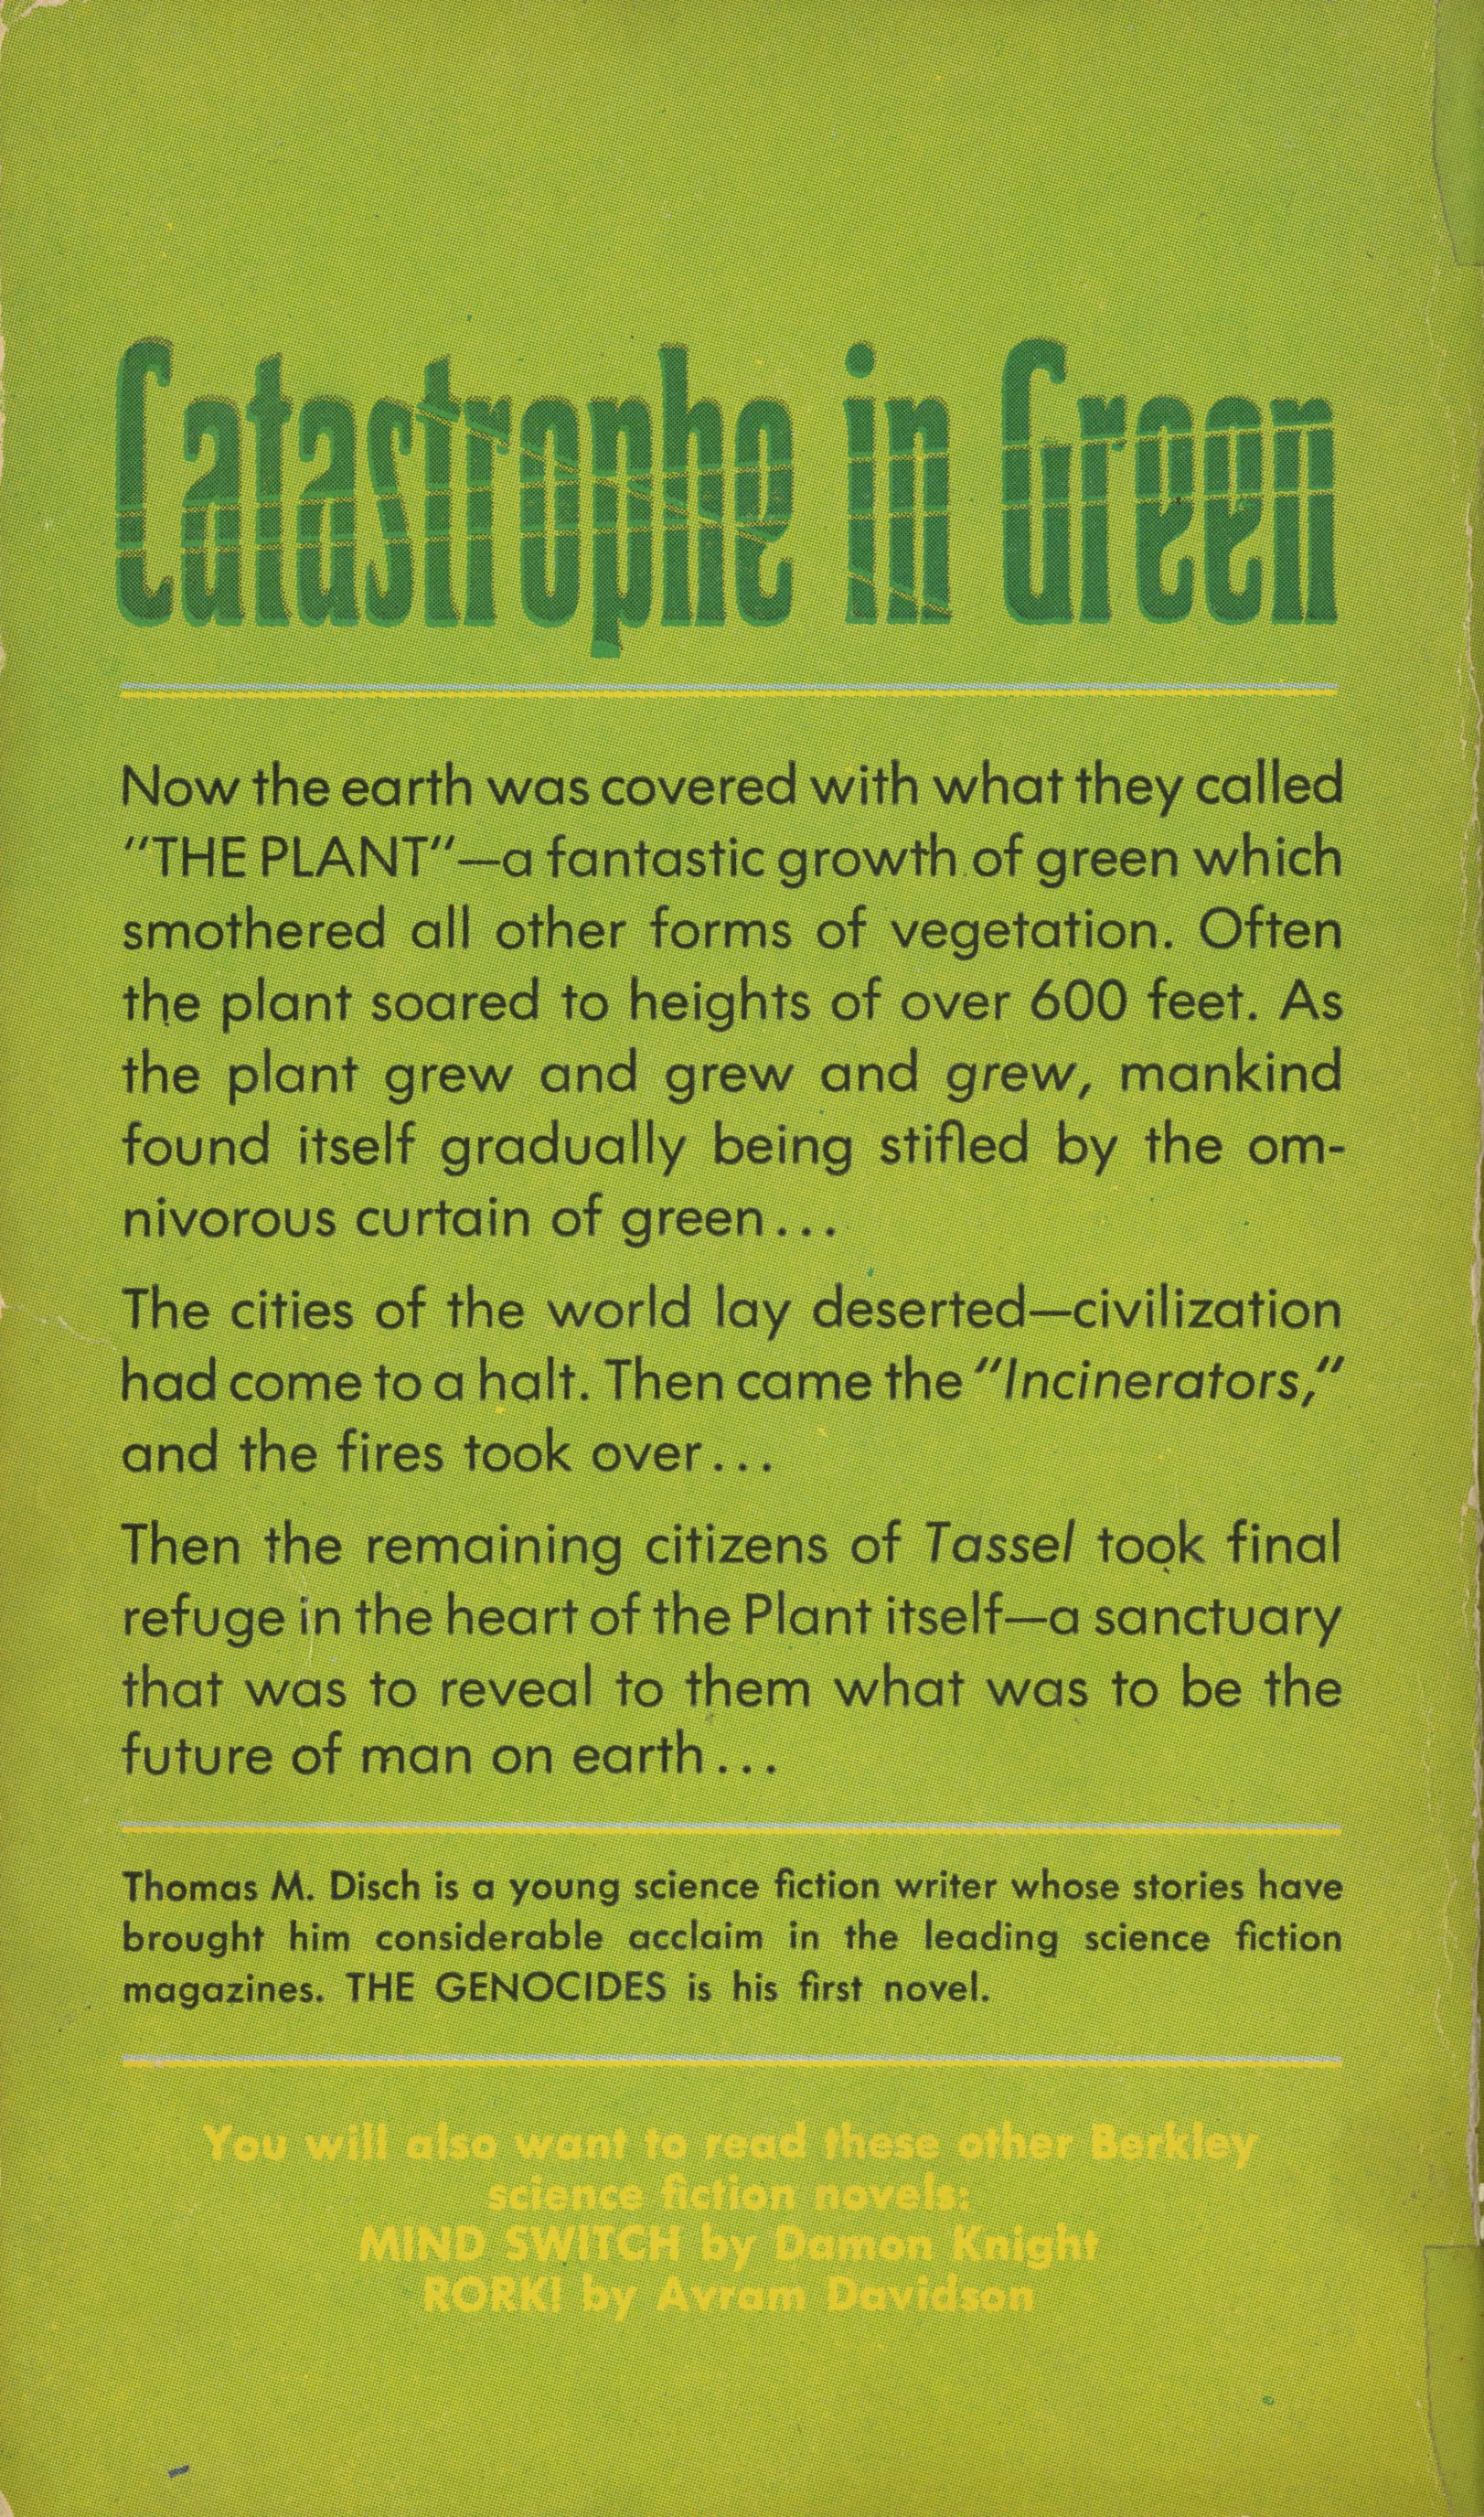 Catastrophe in Green
Now the earth was covered with what they called
"THE PLANT"—a fantastic growth of green which
smothered all other forms of vegetation. Often
the plant soared to heights of over 600 feet. As
the plant grew and grew and grew, mankind
found itself gradually being stifled by the om-
nivorous curtain of green...
The cities of the world lay deserted—civilization
had come to a halt. Then came the "Incinerators,"
and the fires took over...
Then the remaining citizens of Tassel took final
refuge in the heart of the Plant itself—a sanctuary
that was to reveal to them what was to be the
future of man on earth...
Thomas M. Disch is a young science fiction writer whose stories have
brought him considerable acclaim in the leading science fiction
magazines. THE GENOCIDES is his first novel.
You will also want to read these other Berkley
science fiction novels:
MIND SWITCH by Damon Knight
RORK! by Avram Davidson